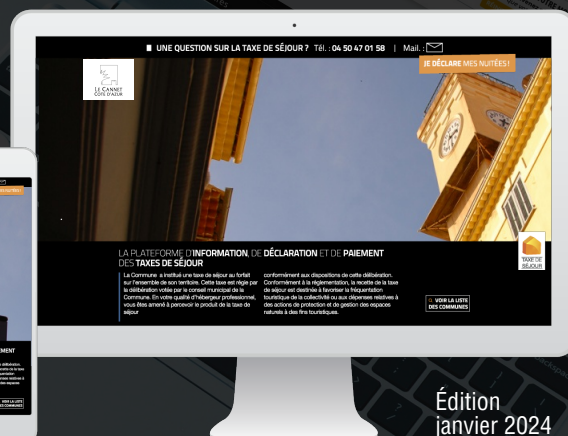 UNE QUESTION SUR LA TAXE DE SÉJOUR ? Tél. : 04 50 47 01 58 | Mail. :
JE DÉCLARE MES NUITÉES !
LE CANNET
CÔTE D'AZUR
LA PLATEFORME D'INFORMATION, DE DÉCLARATION ET DE PAIEMENT
DES TAXES DE SÉJOUR
La Commune a institué une taxe de séjour au forfait
sur l'ensemble de son territoire. Cette taxe est régie par
la délibération votée par le conseil municipal de la
Commune. En votre qualité d'hébergeur professionnel,
vous êtes amené à percevoir le produit de la taxe de
séjour
conformément aux dispositions de cette délibération.
Conformément à la réglementation, la recette de la taxe
de séjour est destinée à favoriser la fréquentation
touristique de la collectivité ou aux dépenses relatives à
des actions de protection et de gestion des espaces
naturels à des fins touristiques.
TAXE DE
SÉJOUR
VOIR LA LISTE
DES COMMUNES
Édition
janvier 2024